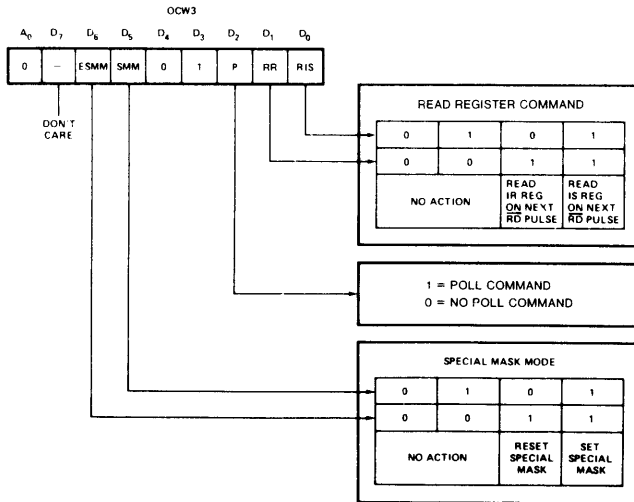 OCW3
A0 D7 D6 D5 D4 D3 D2 D1 D0
0 – ESMM SMM 0 1 P RR RIS
DON'T
CARE
READ REGISTER COMMAND
0 1 0 1
0 0 1 1
NO ACTION
READ
IR REG
ON NEXT
RD PULSE
READ
IS REG
ON NEXT
RD PULSE
1 = POLL COMMAND
0 = NO POLL COMMAND
SPECIAL MASK MODE
0 1 0 1
0 0 1 1
NO ACTION
RESET
SPECIAL
MASK
SET
SPECIAL
MASK